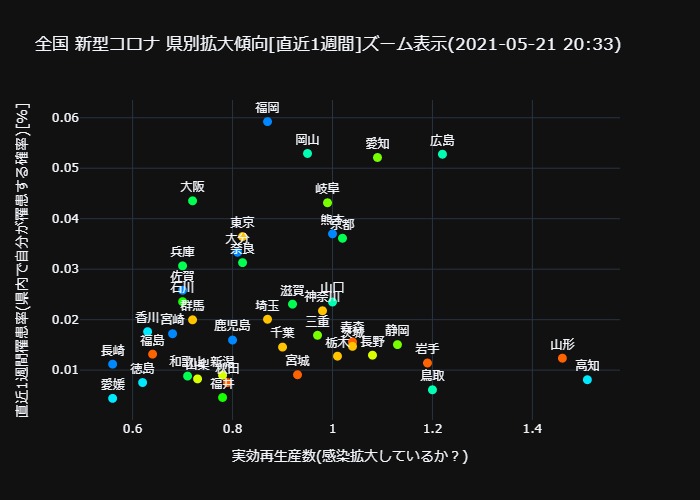 全国 新型コロナ 県別拡大傾向[直近1週間]ズーム表示(2021-05-21 20:33)
直近1週間罹患率(県内で自分が罹患する確率)[%]
0.06
0.05
0.04
0.03
0.02
0.01
福岡
岡山
愛知
広島
大阪
岐阜
熊本
京都
東京
大分
奈良
兵庫
佐賀
石川
群馬
滋賀
山口
神奈川
香川
宮崎
鹿児島
埼玉
三重
千葉
栃木
茨城
長野
静岡
福島
長崎
徳島
愛媛
和歌山
山梨
新潟
秋田
福井
宮城
岩手
鳥取
山形
高知
0.6
0.8
1
1.2
1.4
実効再生産数(感染拡大しているか？)